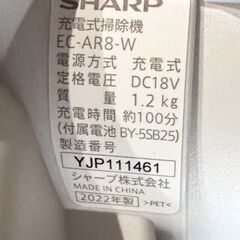 SHARP
充電式掃除機
EC-AR8-W
電源方式 充電式
定格電圧 DC18V
質量 1.2kg
充電時間 約100分
(付属電池 BY-5SB25)
製造番号
YJP111461
シャープ株式会社
MADE IN CHINA
2022年製 >PET<